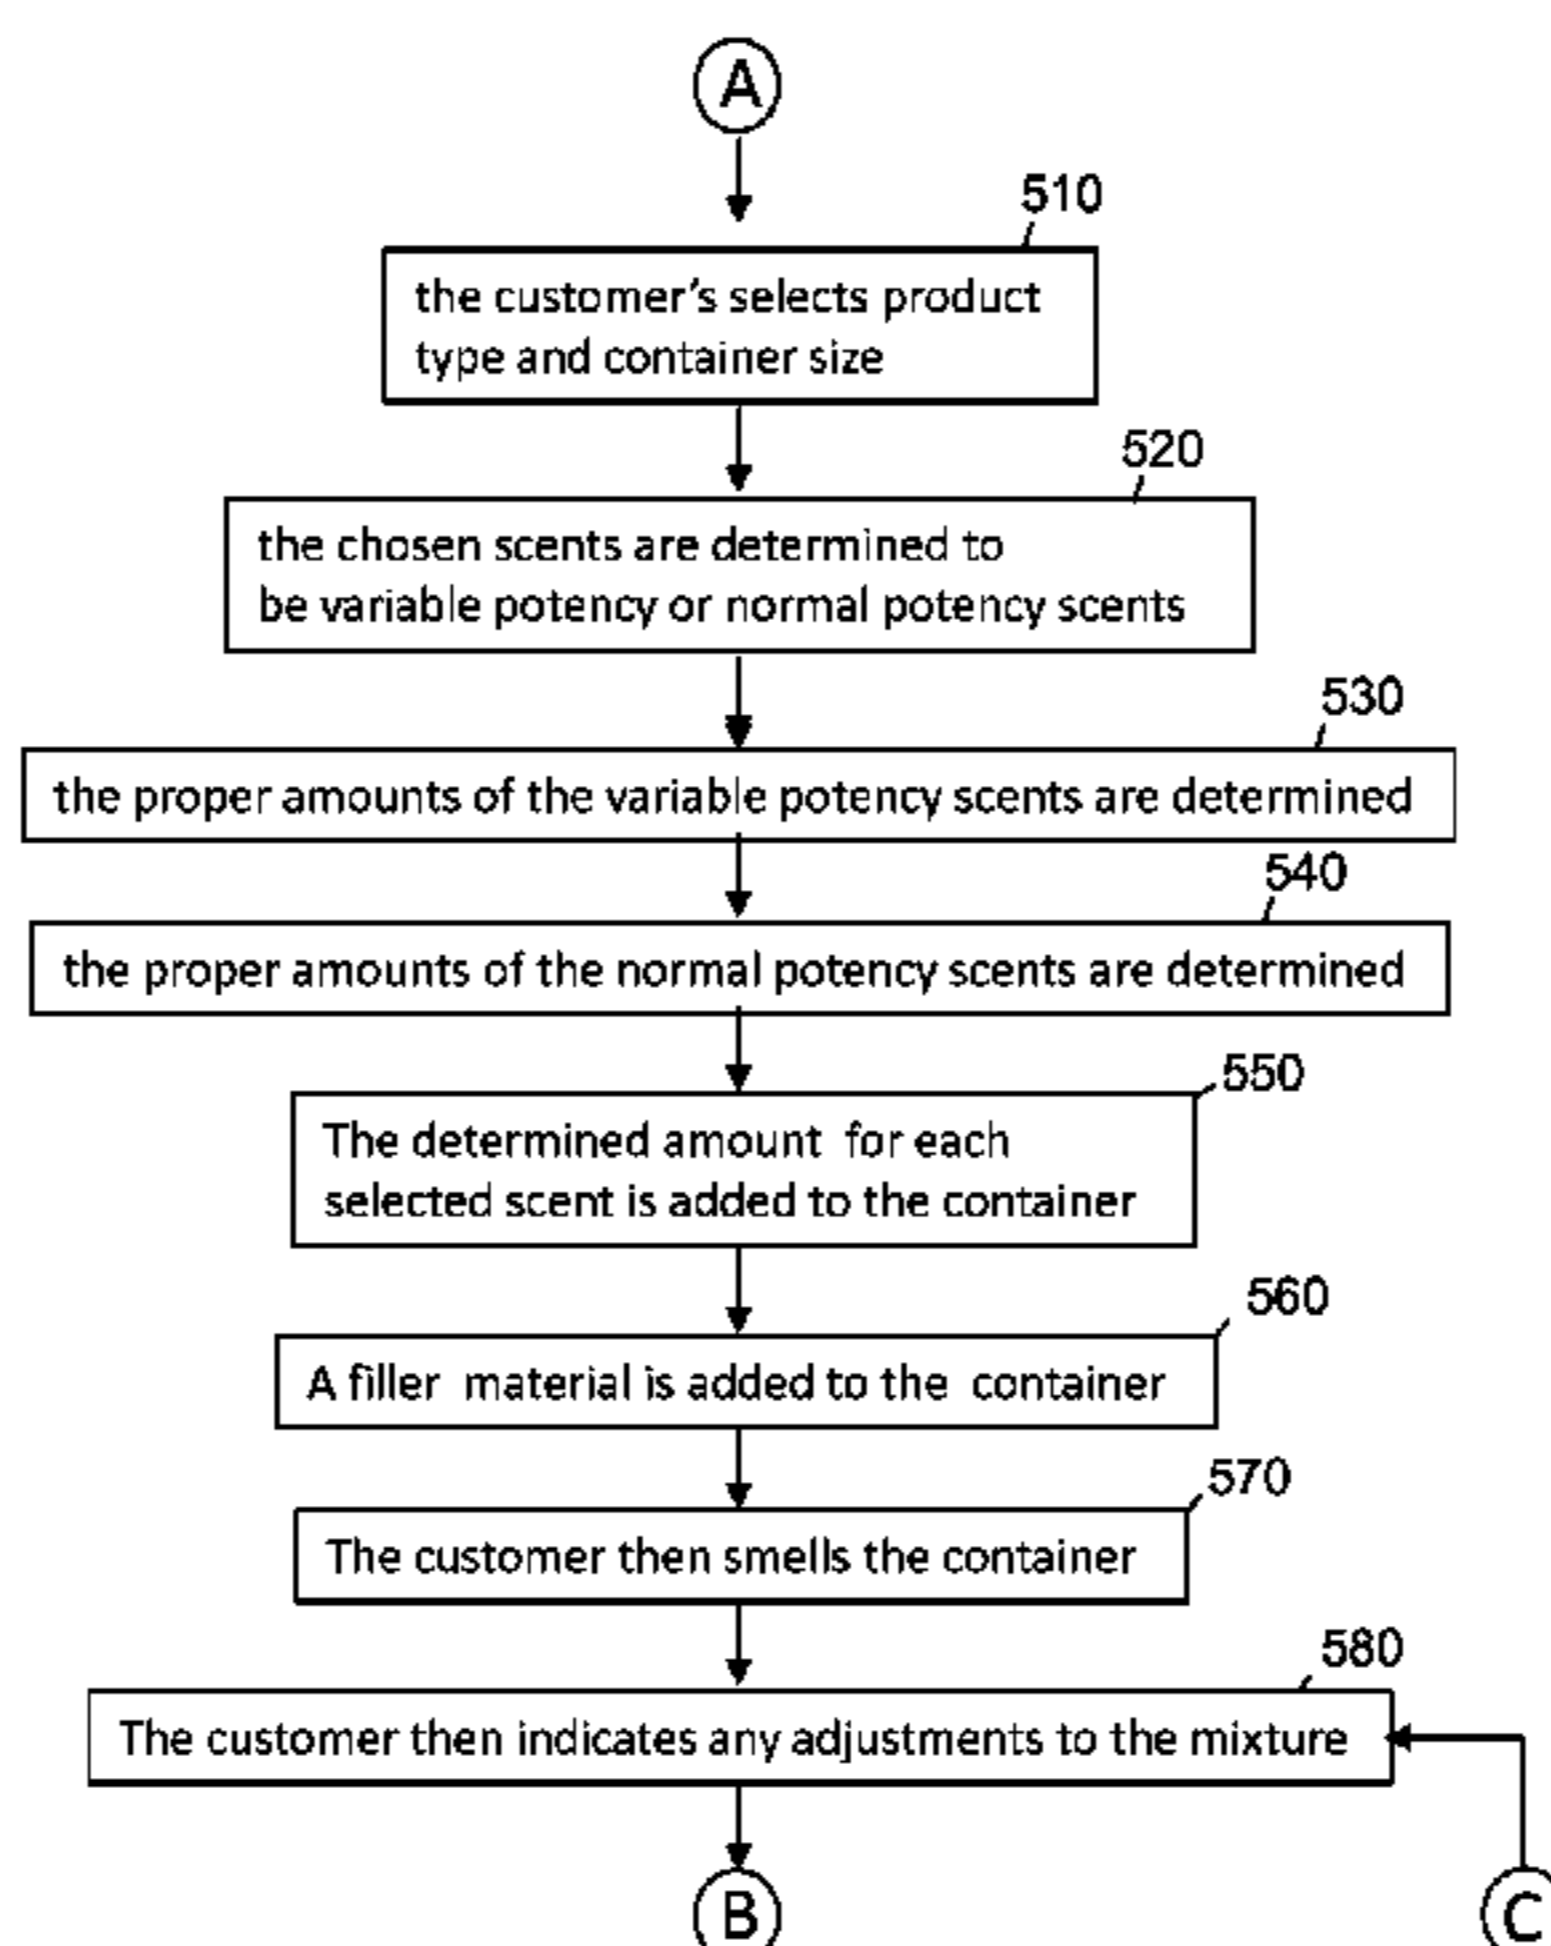 A
510
the customer's selects product
type and container size
520
the chosen scents are determined to
be variable potency or normal potency scents
530
the proper amounts of the variable potency scents are determined
540
the proper amounts of the normal potency scents are determined
550
The determined amount for each
selected scent is added to the container
560
A filler material is added to the container
570
The customer then smells the container
580
The customer then indicates any adjustments to the mixture
B
C